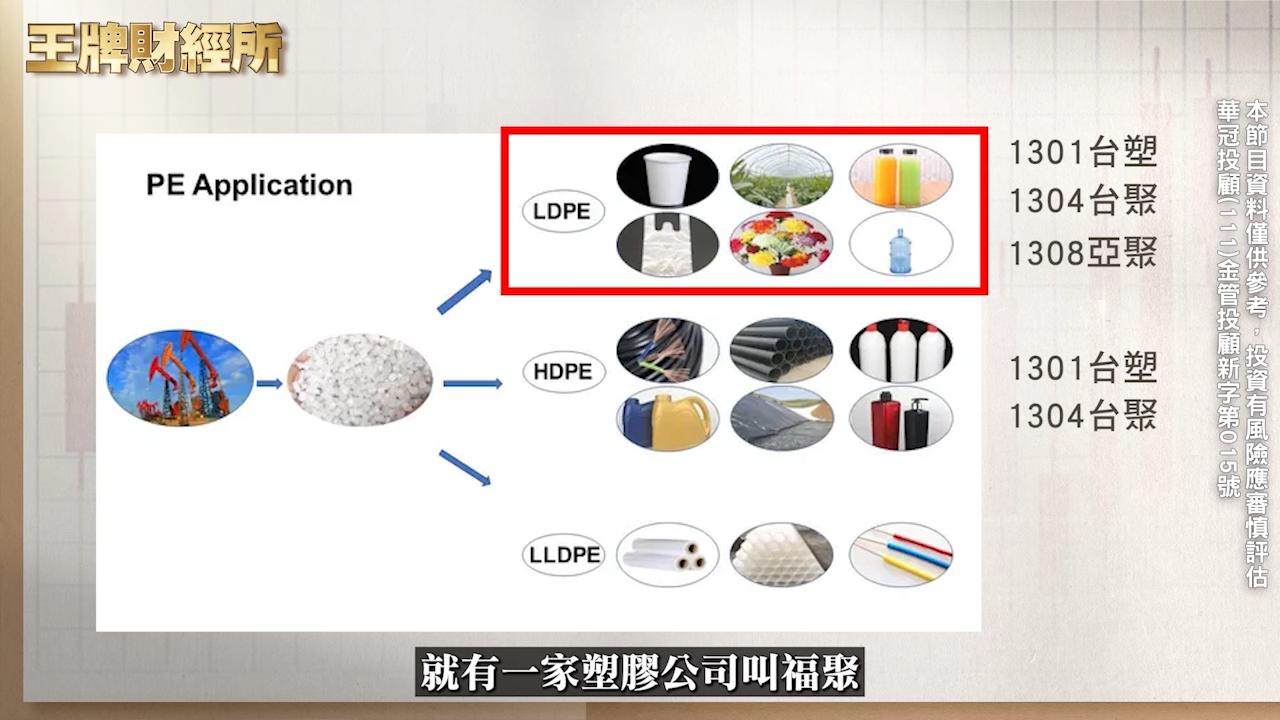 王牌財經所
PE Application
LDPE
1301台塑
1304台聚
1308亞聚
HDPE
1301台塑
1304台聚
LLDPE
本節目資料僅供參考，投資有風險應審慎評估
華冠投顧(111)金管投顧新字第015號
就有一家塑膠公司叫福聚